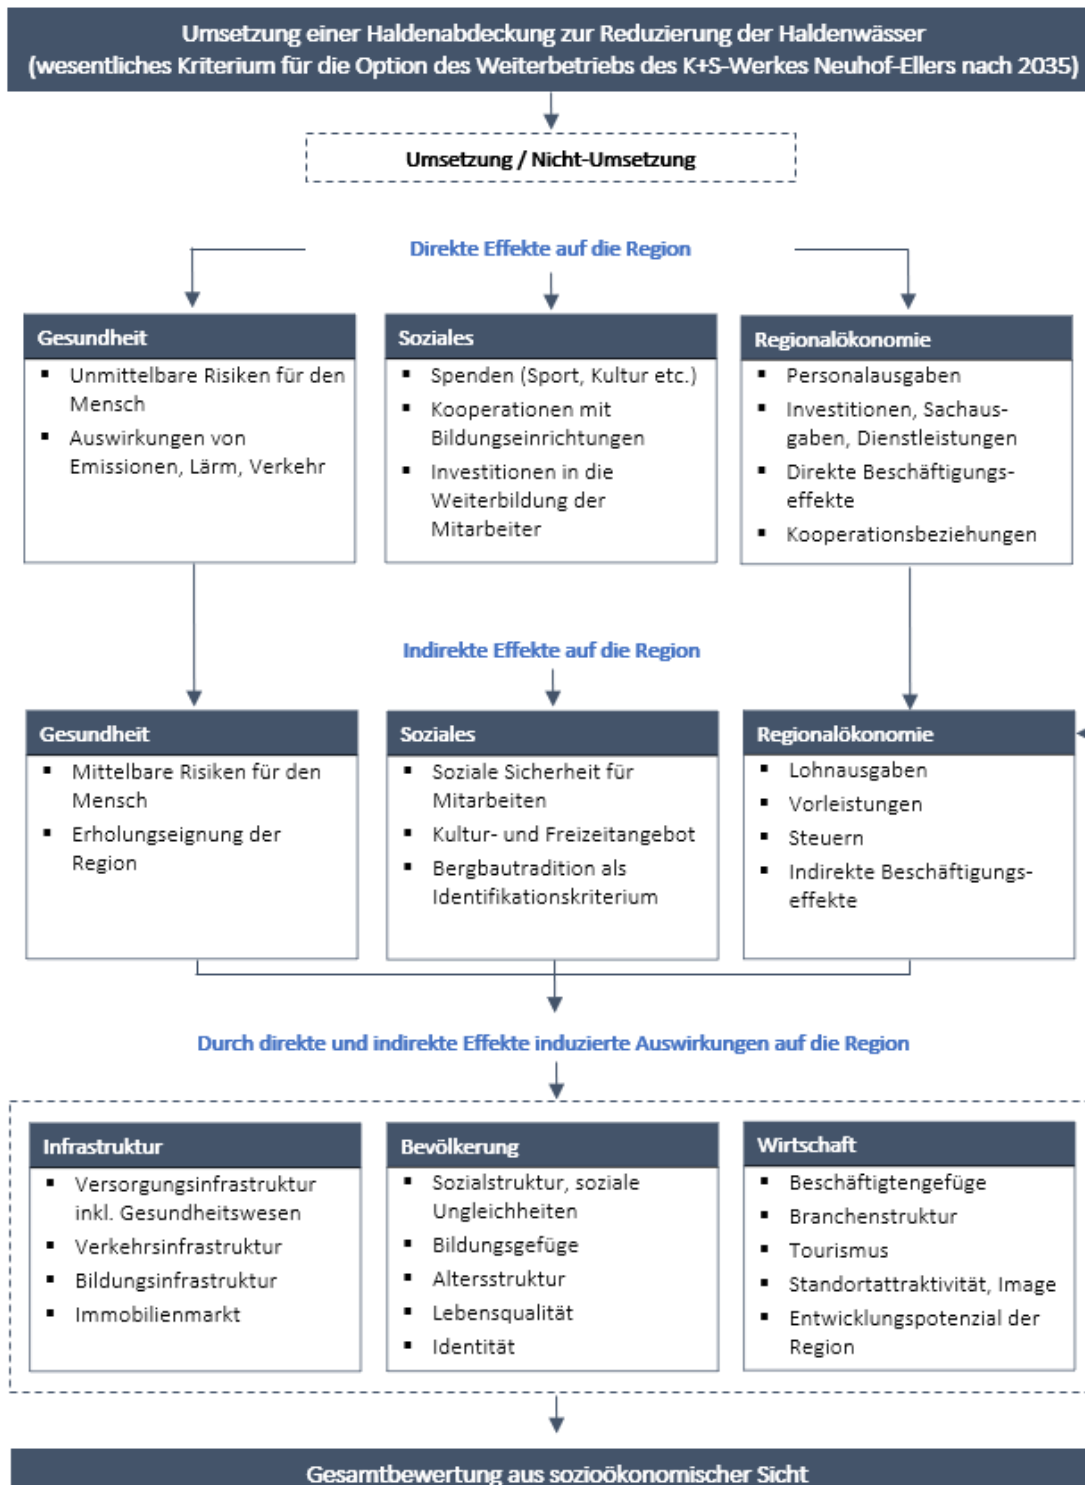 Umsetzung einer Haldenabdeckung zur Reduzierung der Haldenwässer
(wesentliches Kriterium für die Option des Weiterbetriebs des K+S-Werkes Neuhof-Ellers nach 2035)
Umsetzung / Nicht-Umsetzung
Direkte Effekte auf die Region
Gesundheit
▪ Unmittelbare Risiken für den
Mensch
▪ Auswirkungen von
Emissionen, Lärm, Verkehr
Soziales
▪ Spenden (Sport, Kultur etc.)
▪ Kooperationen mit
Bildungseinrichtungen
▪ Investitionen in die
Weiterbildung der
Mitarbeiter
Regionalökonomie
▪ Personalausgaben
▪ Investitionen, Sachaus-
gaben, Dienstleistungen
▪ Direkte Beschäftigungs-
effekte
▪ Kooperationsbeziehungen
Indirekte Effekte auf die Region
Gesundheit
▪ Mittelbare Risiken für den
Mensch
▪ Erholungseignung der
Region
Soziales
▪ Soziale Sicherheit für
Mitarbeiten
▪ Kultur- und Freizeitangebot
▪ Bergbautradition als
Identifikationskriterium
Regionalökonomie
▪ Lohnausgaben
▪ Vorleistungen
▪ Steuern
▪ Indirekte Beschäftigungs-
effekte
Durch direkte und indirekte Effekte induzierte Auswirkungen auf die Region
Infrastruktur
▪ Versorgungsinfrastruktur
inkl. Gesundheitswesen
▪ Verkehrsinfrastruktur
▪ Bildungsinfrastruktur
▪ Immobilienmarkt
Bevölkerung
▪ Sozialstruktur, soziale
Ungleichheiten
▪ Bildungsgefüge
▪ Altersstruktur
▪ Lebensqualität
▪ Identität
Wirtschaft
▪ Beschäftigtengefüge
▪ Branchenstruktur
▪ Tourismus
▪ Standortattraktivität, Image
▪ Entwicklungspotenzial der
Region
Gesamtbewertung aus sozioökonomischer Sicht